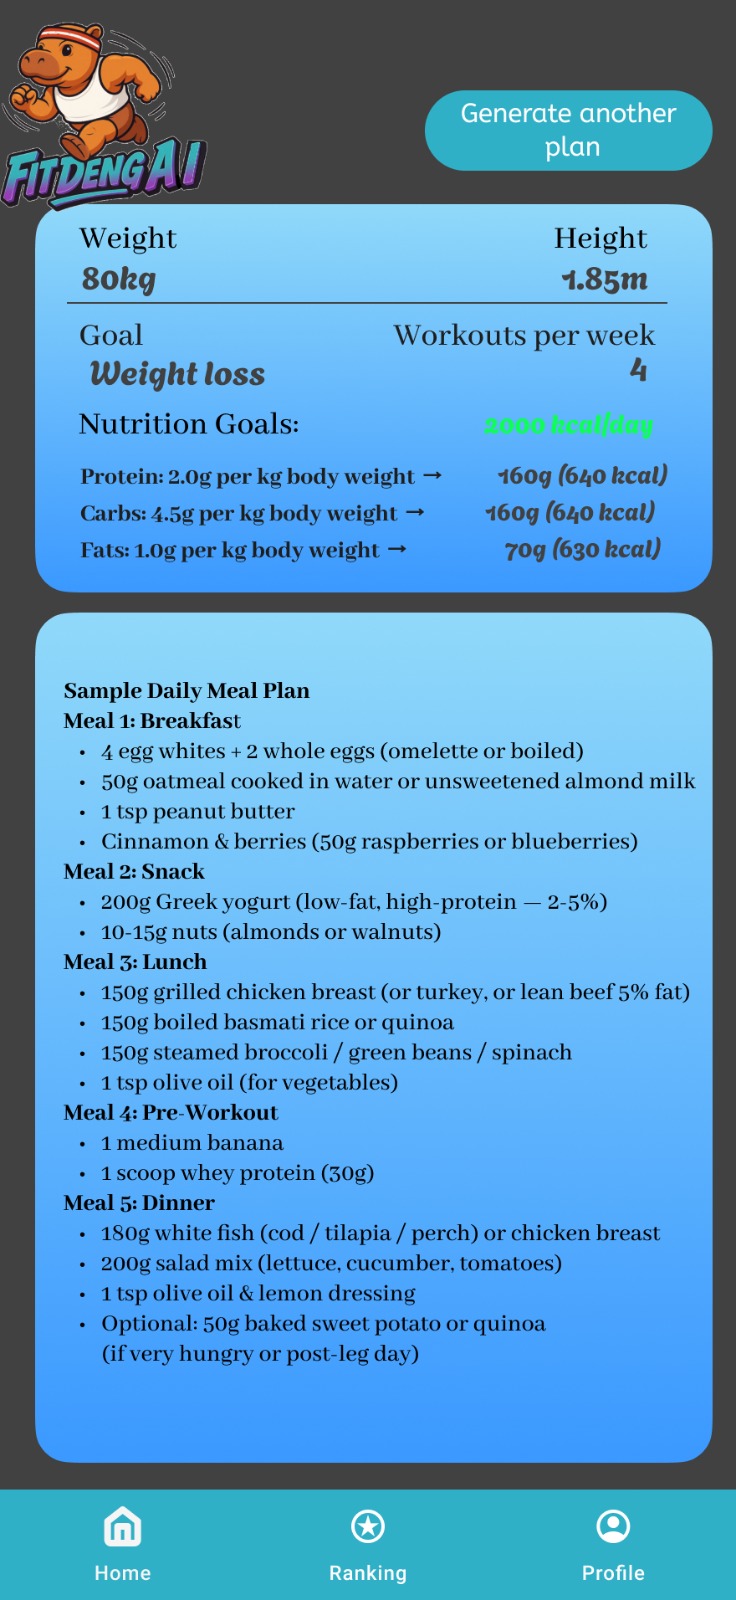 FITDENG AI
Generate another
plan
Weight Height
80kg 1.85m
Goal Workouts per week
Weight loss 4
Nutrition Goals: 2000 kcal/day
Protein: 2.0g per kg body weight → 160g (640 kcal)
Carbs: 4.5g per kg body weight → 160g (640 kcal)
Fats: 1.0g per kg body weight → 70g (630 kcal)
Sample Daily Meal Plan
Meal 1: Breakfast
• 4 egg whites + 2 whole eggs (omelette or boiled)
• 50g oatmeal cooked in water or unsweetened almond milk
• 1 tsp peanut butter
• Cinnamon & berries (50g raspberries or blueberries)
Meal 2: Snack
• 200g Greek yogurt (low-fat, high-protein — 2-5%)
• 10-15g nuts (almonds or walnuts)
Meal 3: Lunch
• 150g grilled chicken breast (or turkey, or lean beef 5% fat)
• 150g boiled basmati rice or quinoa
• 150g steamed broccoli / green beans / spinach
• 1 tsp olive oil (for vegetables)
Meal 4: Pre-Workout
• 1 medium banana
• 1 scoop whey protein (30g)
Meal 5: Dinner
• 180g white fish (cod / tilapia / perch) or chicken breast
• 200g salad mix (lettuce, cucumber, tomatoes)
• 1 tsp olive oil & lemon dressing
• Optional: 50g baked sweet potato or quinoa
(if very hungry or post-leg day)
Home Ranking Profile